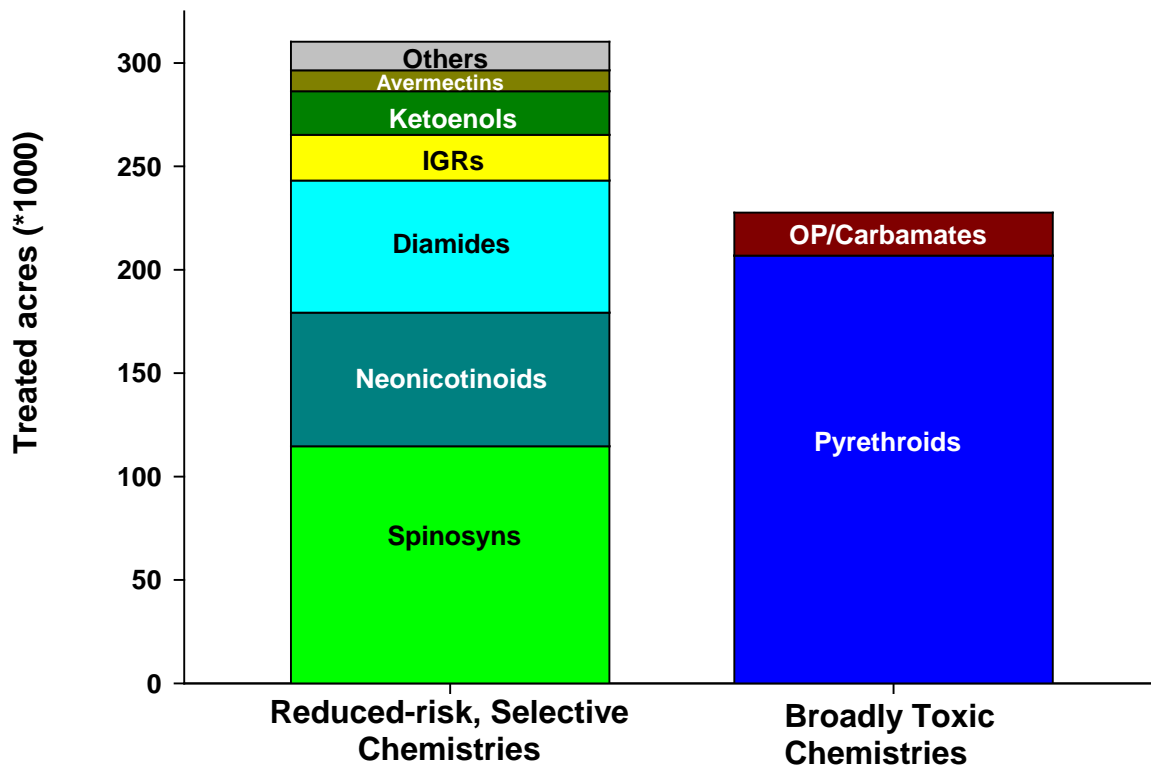 Treated acres (*1000)
300
250
200
150
100
50
0
Others
Avermectins
Ketoenols
IGRs
Diamides
Neonicotinoids
Spinosyns
OP/Carbamates
Pyrethroids
Reduced-risk, Selective
Chemistries
Broadly Toxic
Chemistries